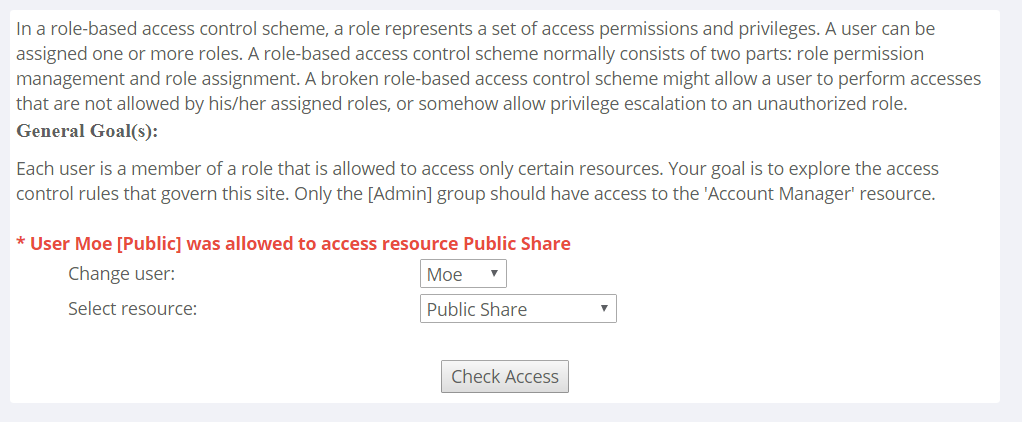 In a role-based access control scheme, a role represents a set of access permissions and privileges. A user can be
assigned one or more roles. A role-based access control scheme normally consists of two parts: role permission
management and role assignment. A broken role-based access control scheme might allow a user to perform accesses
that are not allowed by his/her assigned roles, or somehow allow privilege escalation to an unauthorized role.
General Goal(s):
Each user is a member of a role that is allowed to access only certain resources. Your goal is to explore the access
control rules that govern this site. Only the [Admin] group should have access to the 'Account Manager' resource.
* User Moe [Public] was allowed to access resource Public Share
Change user: Moe
Select resource: Public Share
Check Access